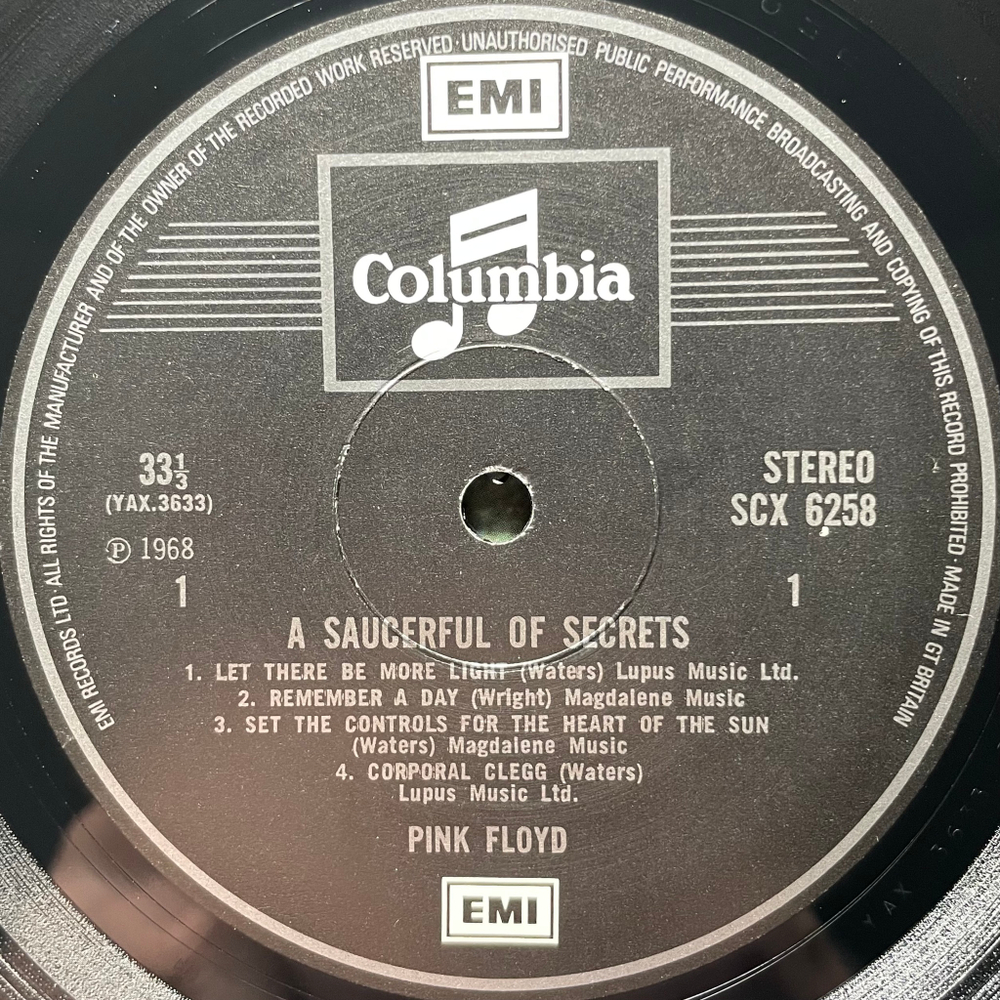 EMI RECORDS LTD · ALL RIGHTS OF THE MANUFACTURER AND OF THE OWNER OF THE RECORDED WORK RESERVED · UNAUTHORISED PUBLIC PERFORMANCE BROADCASTING AND COPYING OF THIS RECORD PROHIBITED · MADE IN GT BRITAIN
EMI
Columbia
33⅓
(YAX.3633)
Ⓟ 1968
1
STEREO
SCX 6258
1
A SAUCERFUL OF SECRETS
1. LET THERE BE MORE LIGHT (Waters) Lupus Music Ltd.
2. REMEMBER A DAY (Wright) Magdalene Music
3. SET THE CONTROLS FOR THE HEART OF THE SUN
(Waters) Magdalene Music
4. CORPORAL CLEGG (Waters)
Lupus Music Ltd.
PINK FLOYD
EMI